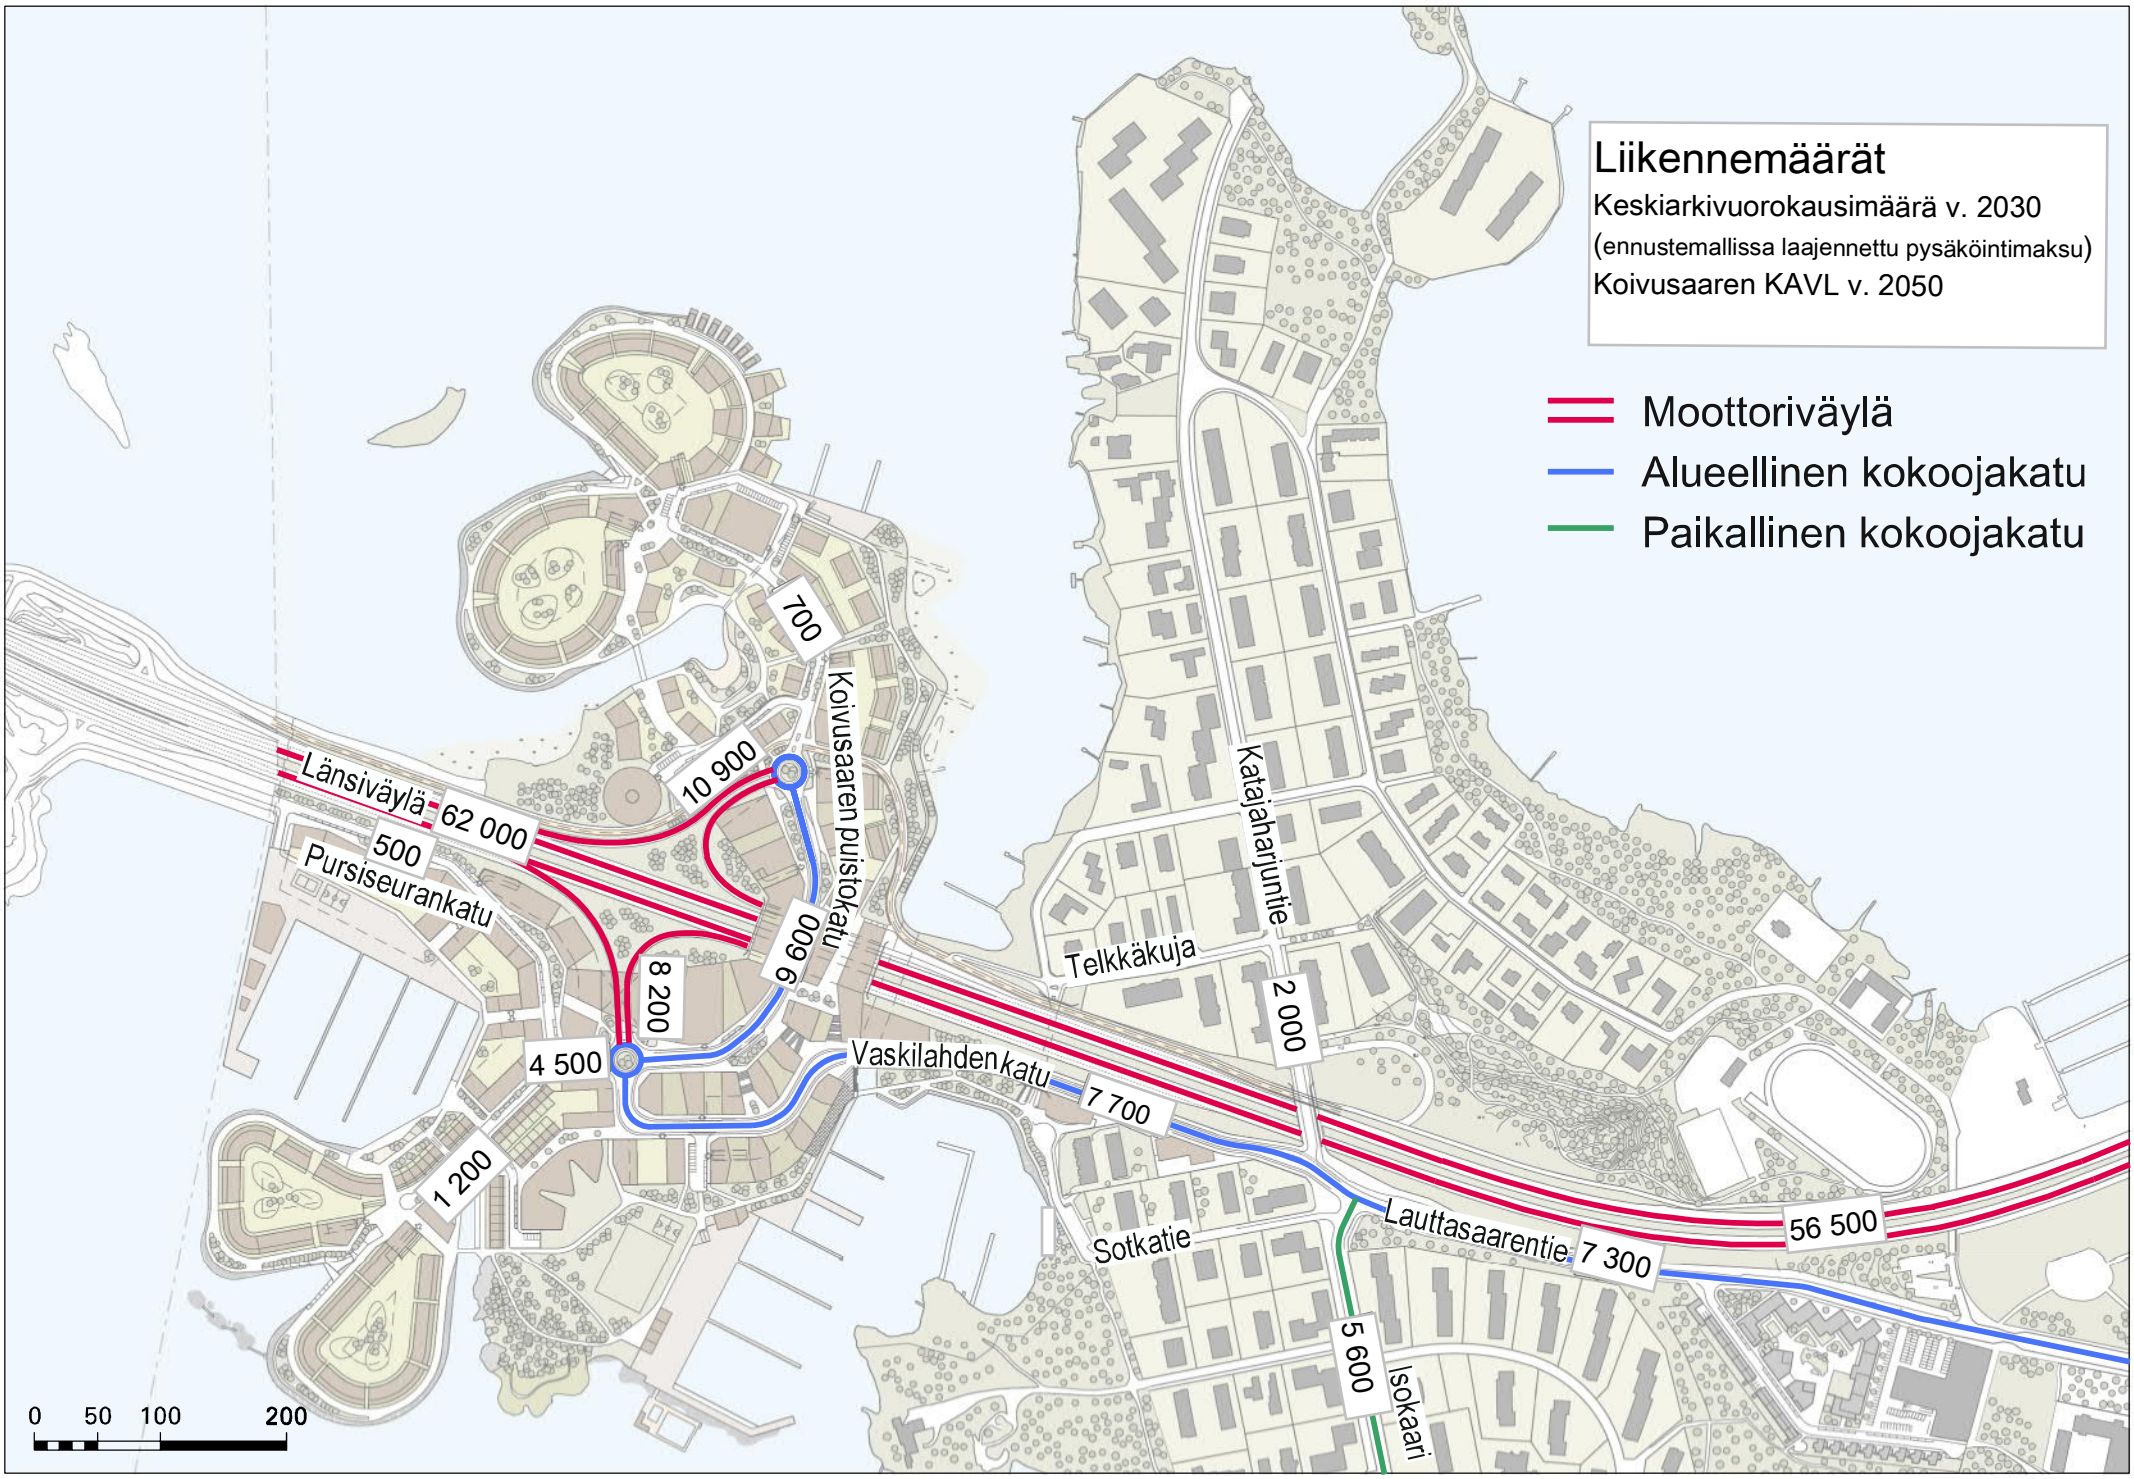 Liikennemäärät
Keskiarkivuorokausimäärä v. 2030
(ennustemallissa laajennettu pysäköintimaksu)
Koivusaaren KAVL v. 2050
Moottoriväylä
Alueellinen kokoojakatu
Paikallinen kokoojakatu
700
Koivusaaren puistokatu
10 900
Länsiväylä
62 000
500
Pursiseurankatu
9 600
8 200
4 500
1 200
Katajaharjuntie
Telkkäkuja
2 000
Vaskilahdenkatu
7 700
Sotkatie
Lauttasaarentie
7 300
56 500
5 600
Isokaari
0 50 100 200